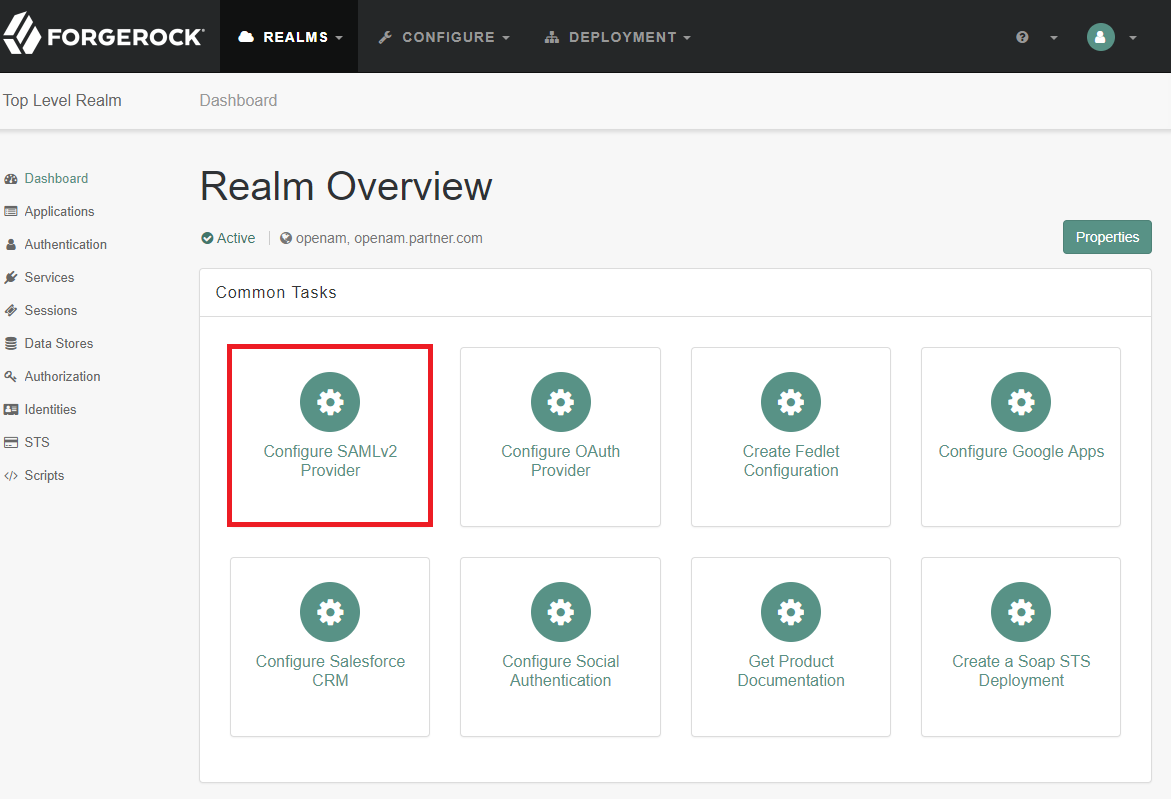 FORGEROCK
REALMS
CONFIGURE
DEPLOYMENT
Top Level Realm
Dashboard
Dashboard
Applications
Authentication
Services
Sessions
Data Stores
Authorization
Identities
STS
Scripts
Realm Overview
Active
openam, openam.partner.com
Properties
Common Tasks
Configure SAMLv2
Provider
Configure OAuth
Provider
Create Fedlet
Configuration
Configure Google Apps
Configure Salesforce
CRM
Configure Social
Authentication
Get Product
Documentation
Create a Soap STS
Deployment